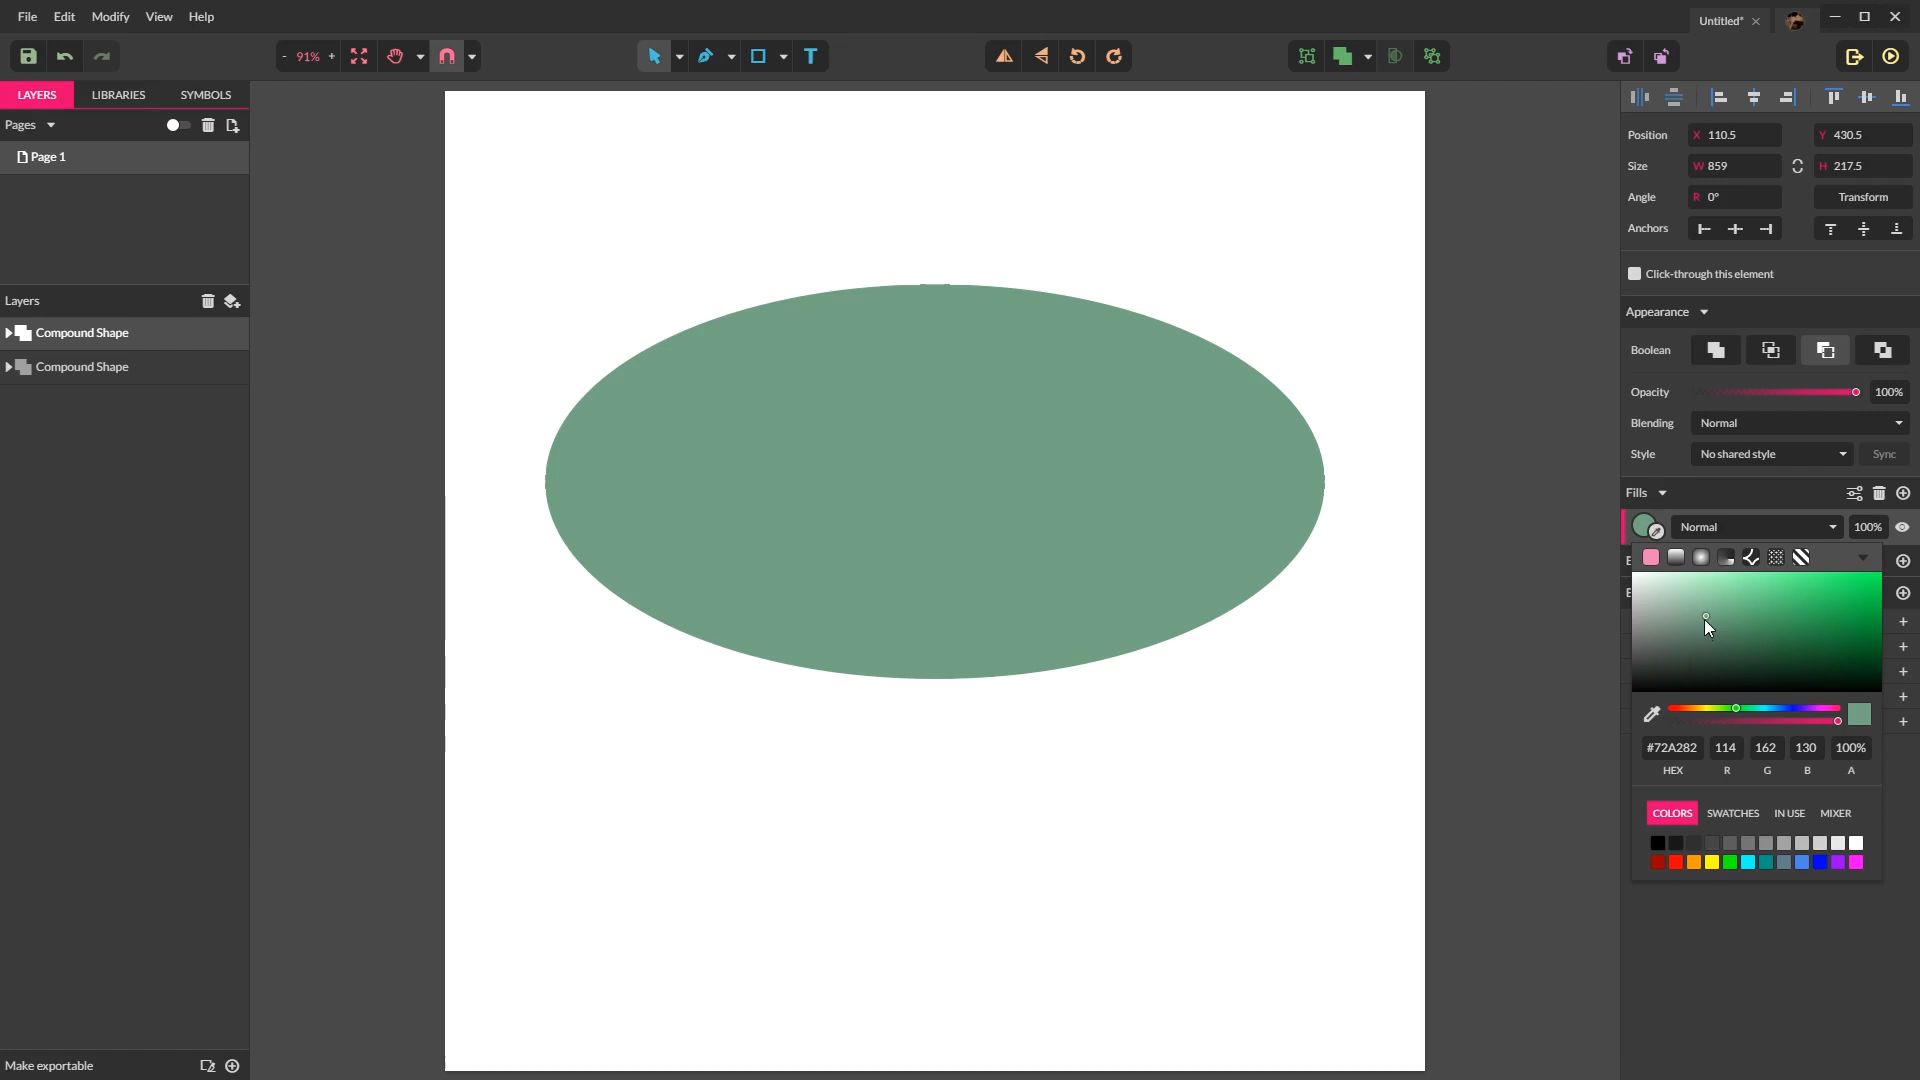 File Edit Modify View Help
Untitled*
- 91% +
T
LAYERS LIBRARIES SYMBOLS
Pages
Page 1
Layers
Compound Shape
Compound Shape
Make exportable
Position X 110.5 Y 430.5
Size W 859 H 217.5
Angle R 0° Transform
Anchors
Click-through this element
Appearance
Boolean
Opacity 100%
Blending Normal
Style No shared style Sync
Fills
Normal 100%
#72A282 114 162 130 100%
HEX R G B A
COLORS SWATCHES IN USE MIXER